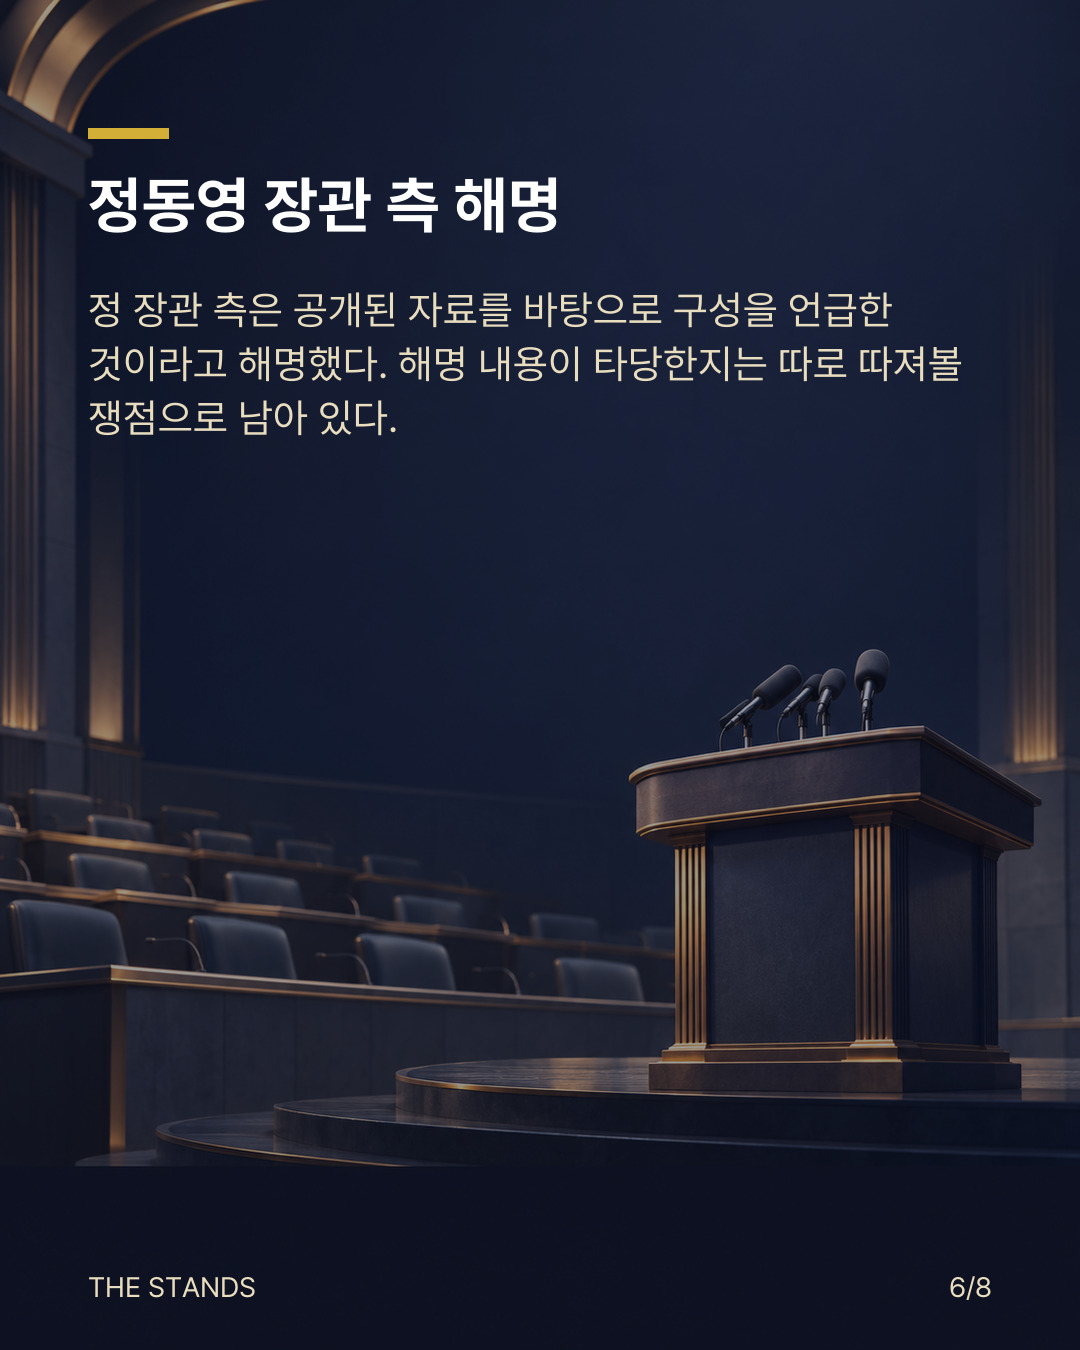 정동영 장관 측 해명
정 장관 측은 공개된 자료를 바탕으로 구성을 언급한
것이라고 해명했다. 해명 내용이 타당한지는 따로 따져볼
쟁점으로 남아 있다.
THE STANDS
6/8